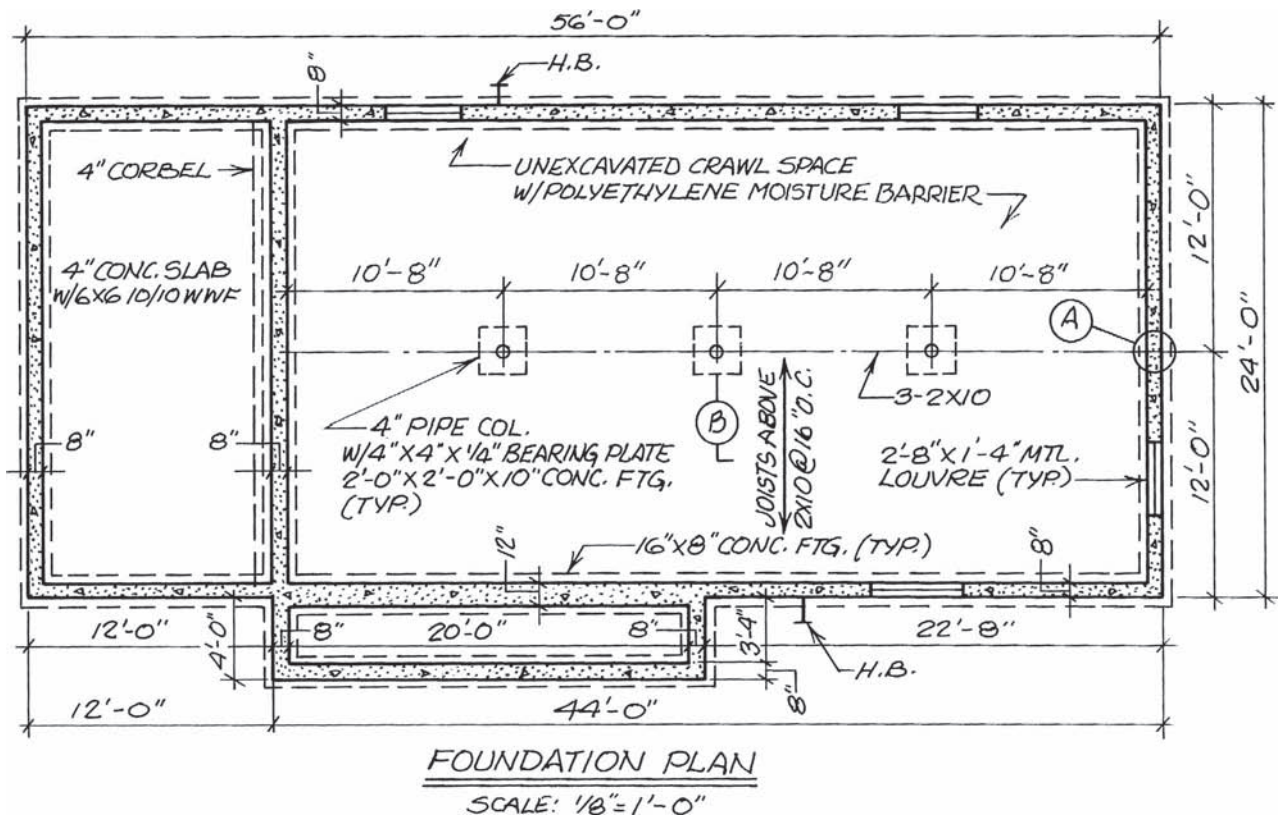 56'-0"
8"
H.B.
4" CORBEL
UNEXCAVATED CRAWL SPACE
W/POLYETHYLENE MOISTURE BARRIER
12'-0"
4" CONC. SLAB
W/6X6 10/10 WWF
10'-8"
10'-8"
10'-8"
10'-8"
A
24'-0"
3-2X10
B
JOISTS ABOVE
2X10@16" O.C.
4" PIPE COL.
W/4"X4"X1/4" BEARING PLATE
2'-0"X2'-0"X10" CONC. FTG.
(TYP.)
8"
8"
2'-8"X1'-4" MTL.
LOUVRE (TYP.)
12'-0"
12"
16"X8" CONC. FTG. (TYP.)
8"
12'-0"
4'-0"
8"
20'-0"
8"
3'-4"
22'-8"
H.B.
8"
12'-0"
44'-0"
FOUNDATION PLAN
SCALE: 1/8"=1'-0"